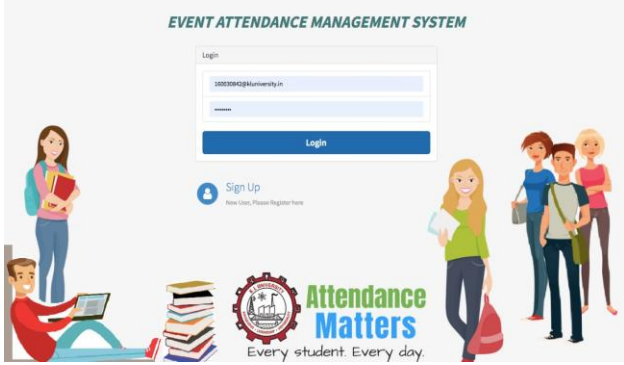 EVENT ATTENDANCE MANAGEMENT SYSTEM
Login
160030842@kluniversity.in
••••••••
Login
Sign Up
New User, Please Register here
K L UNIVERSITY
Attendance
Matters
Every student. Every day.